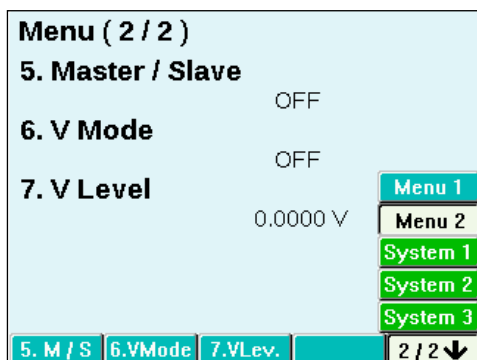 Menu ( 2 / 2 )
5. Master / Slave
OFF
6. V Mode
OFF
7. V Level
0.0000 V
Menu 1
Menu 2
System 1
System 2
System 3
5. M / S 6.VMode 7.VLev. 2 / 2